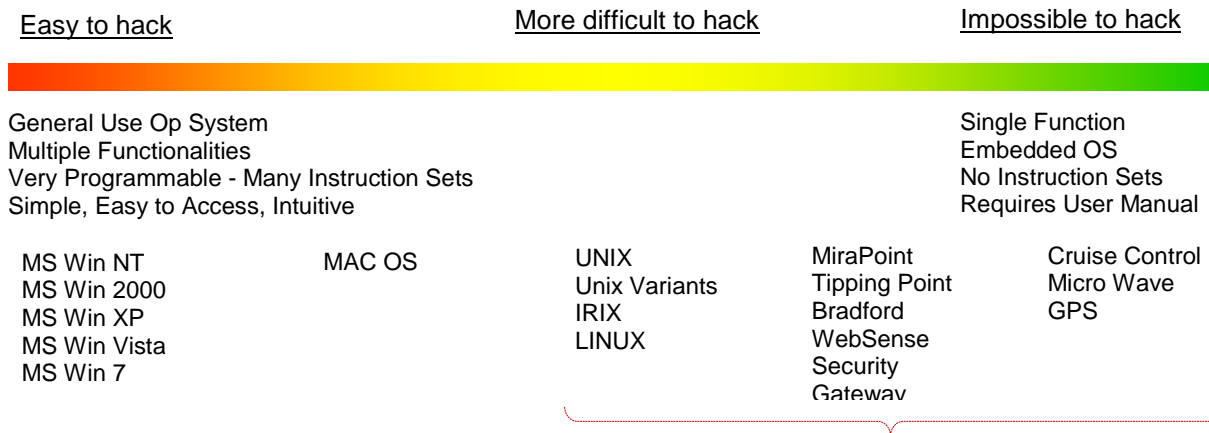 Easy to hack
More difficult to hack
Impossible to hack
General Use Op System
Multiple Functionalities
Very Programmable - Many Instruction Sets
Simple, Easy to Access, Intuitive
Single Function
Embedded OS
No Instruction Sets
Requires User Manual
MS Win NT
MS Win 2000
MS Win XP
MS Win Vista
MS Win 7
MAC OS
UNIX
Unix Variants
IRIX
LINUX
MiraPoint
Tipping Point
Bradford
WebSense
Security
Gateway
Cruise Control
Micro Wave
GPS